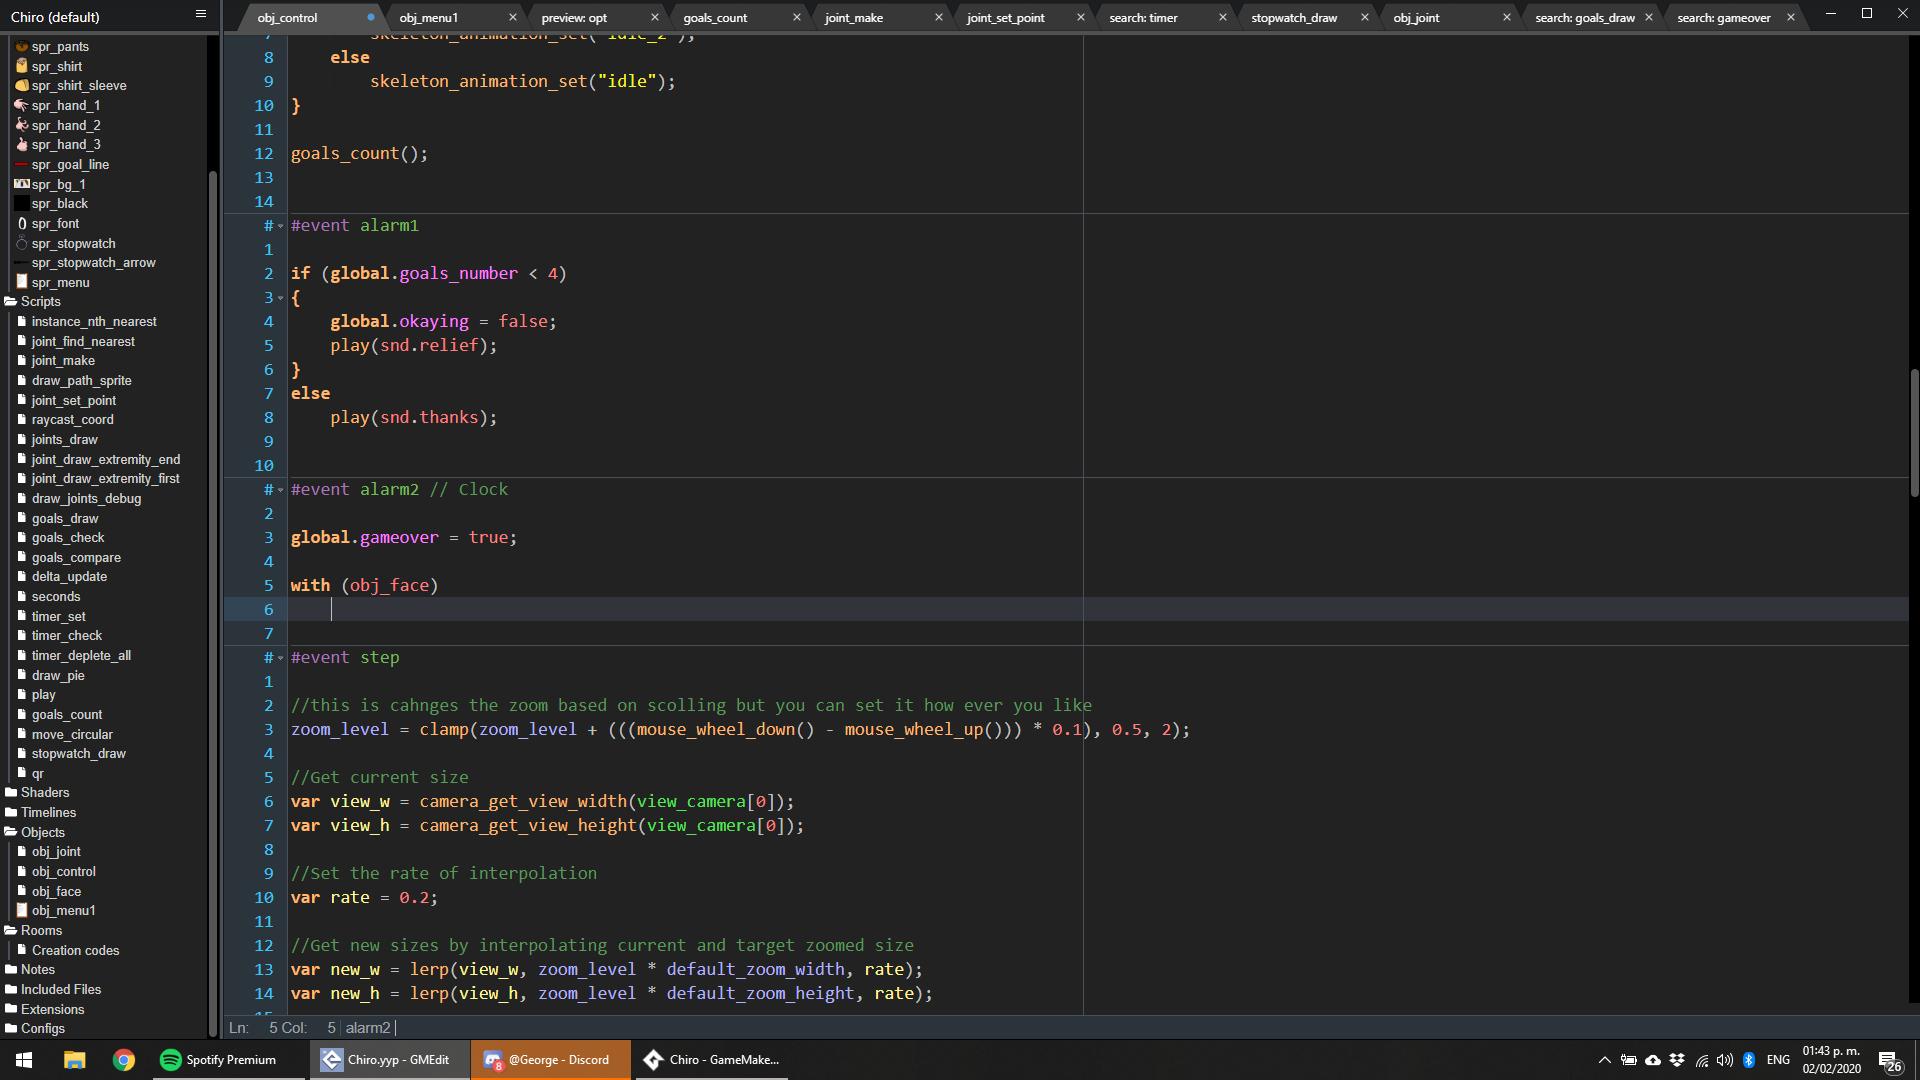 Chiro (default)
obj_control
obj_menu1
preview: opt
goals_count
joint_make
joint_set_point
search: timer
stopwatch_draw
obj_joint
search: goals_draw
search: gameover
spr_pants
spr_shirt
spr_shirt_sleeve
spr_hand_1
spr_hand_2
spr_hand_3
spr_goal_line
spr_bg_1
spr_black
spr_font
spr_stopwatch
spr_stopwatch_arrow
spr_menu
Scripts
instance_nth_nearest
joint_find_nearest
joint_make
draw_path_sprite
joint_set_point
raycast_coord
joints_draw
joint_draw_extremity_end
joint_draw_extremity_first
draw_joints_debug
goals_draw
goals_check
goals_compare
delta_update
seconds
timer_set
timer_check
timer_deplete_all
draw_pie
play
goals_count
move_circular
stopwatch_draw
qr
Shaders
Timelines
Objects
obj_joint
obj_control
obj_face
obj_menu1
Rooms
Creation codes
Notes
Included Files
Extensions
Configs
7 skeleton_animation_set("idle_2");
8 else
9 skeleton_animation_set("idle");
10 }
11
12 goals_count();
13
14
# #event alarm1
1
2 if (global.goals_number < 4)
3 {
4 global.okaying = false;
5 play(snd.relief);
6 }
7 else
8 play(snd.thanks);
9
10
# #event alarm2 // Clock
2
3 global.gameover = true;
4
5 with (obj_face)
6
7
# #event step
1
2 //this is cahnges the zoom based on scolling but you can set it how ever you like
3 zoom_level = clamp(zoom_level + (((mouse_wheel_down() - mouse_wheel_up())) * 0.1), 0.5, 2);
4
5 //Get current size
6 var view_w = camera_get_view_width(view_camera[0]);
7 var view_h = camera_get_view_height(view_camera[0]);
8
9 //Set the rate of interpolation
10 var rate = 0.2;
11
12 //Get new sizes by interpolating current and target zoomed size
13 var new_w = lerp(view_w, zoom_level * default_zoom_width, rate);
14 var new_h = lerp(view_h, zoom_level * default_zoom_height, rate);
15
Ln: 5 Col: 5 alarm2
Spotify Premium
Chiro.yyp - GMEdit
8
@George - Discord
Chiro - GameMake...
ENG
01:43 p. m.
02/02/2020
26